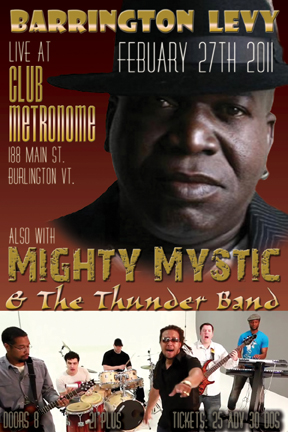 BARRINGTON LEVY
LIVE AT
FEBUARY 27TH 2011
CLUB
METRONOME
188 MAIN ST.
BURLINGTON VT.
ALSO WITH
MIGHTY MYSTIC
& THE THUNDER BAND
DOORS 8
21 PLUS
TICKETS: 25 ADV 30 DOS